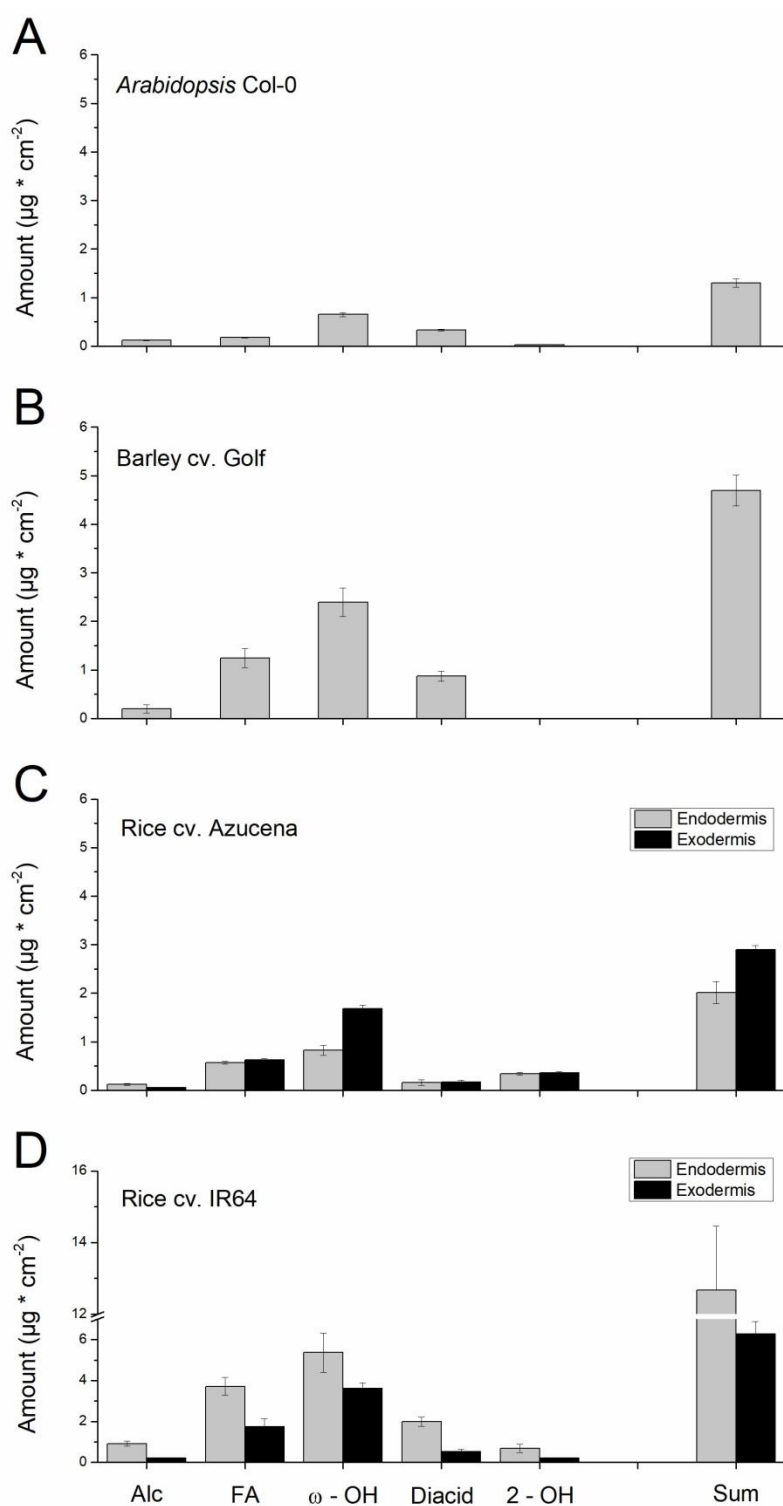 A
Arabidopsis Col-0
Amount (µg * cm-2)
6
5
4
3
2
1
0
B
Barley cv. Golf
Amount (µg * cm-2)
6
5
4
3
2
1
0
C
Rice cv. Azucena
Endodermis
Exodermis
Amount (µg * cm-2)
6
5
4
3
2
1
0
D
Rice cv. IR64
Endodermis
Exodermis
Amount (µg * cm-2)
16
14
12
6
4
2
0
Alc FA ω - OH Diacid 2 - OH Sum